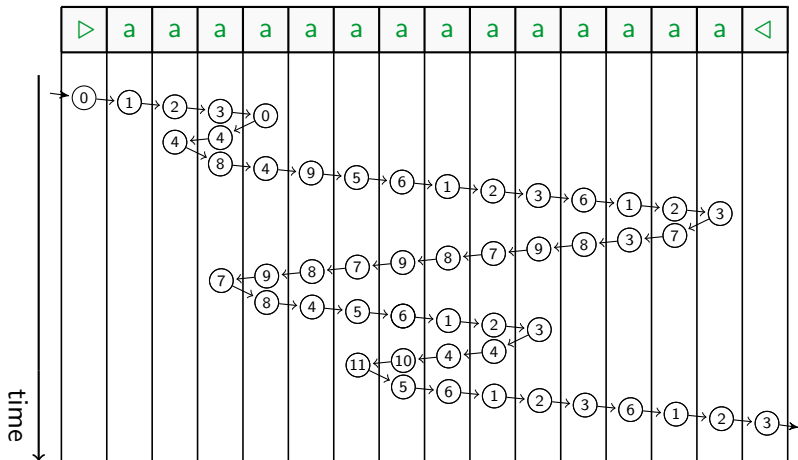 ▷ a a a a a a a a a a a a a a ◁
0 1 2 3 0
4 4
8 4 9 5 6 1 2 3 6 1 2 3
7 9 8 7 9 8 7 9 8 3 7
8 4 5 6 1 2 3
11 10 4 4
5 6 1 2 3 6 1 2 3
time